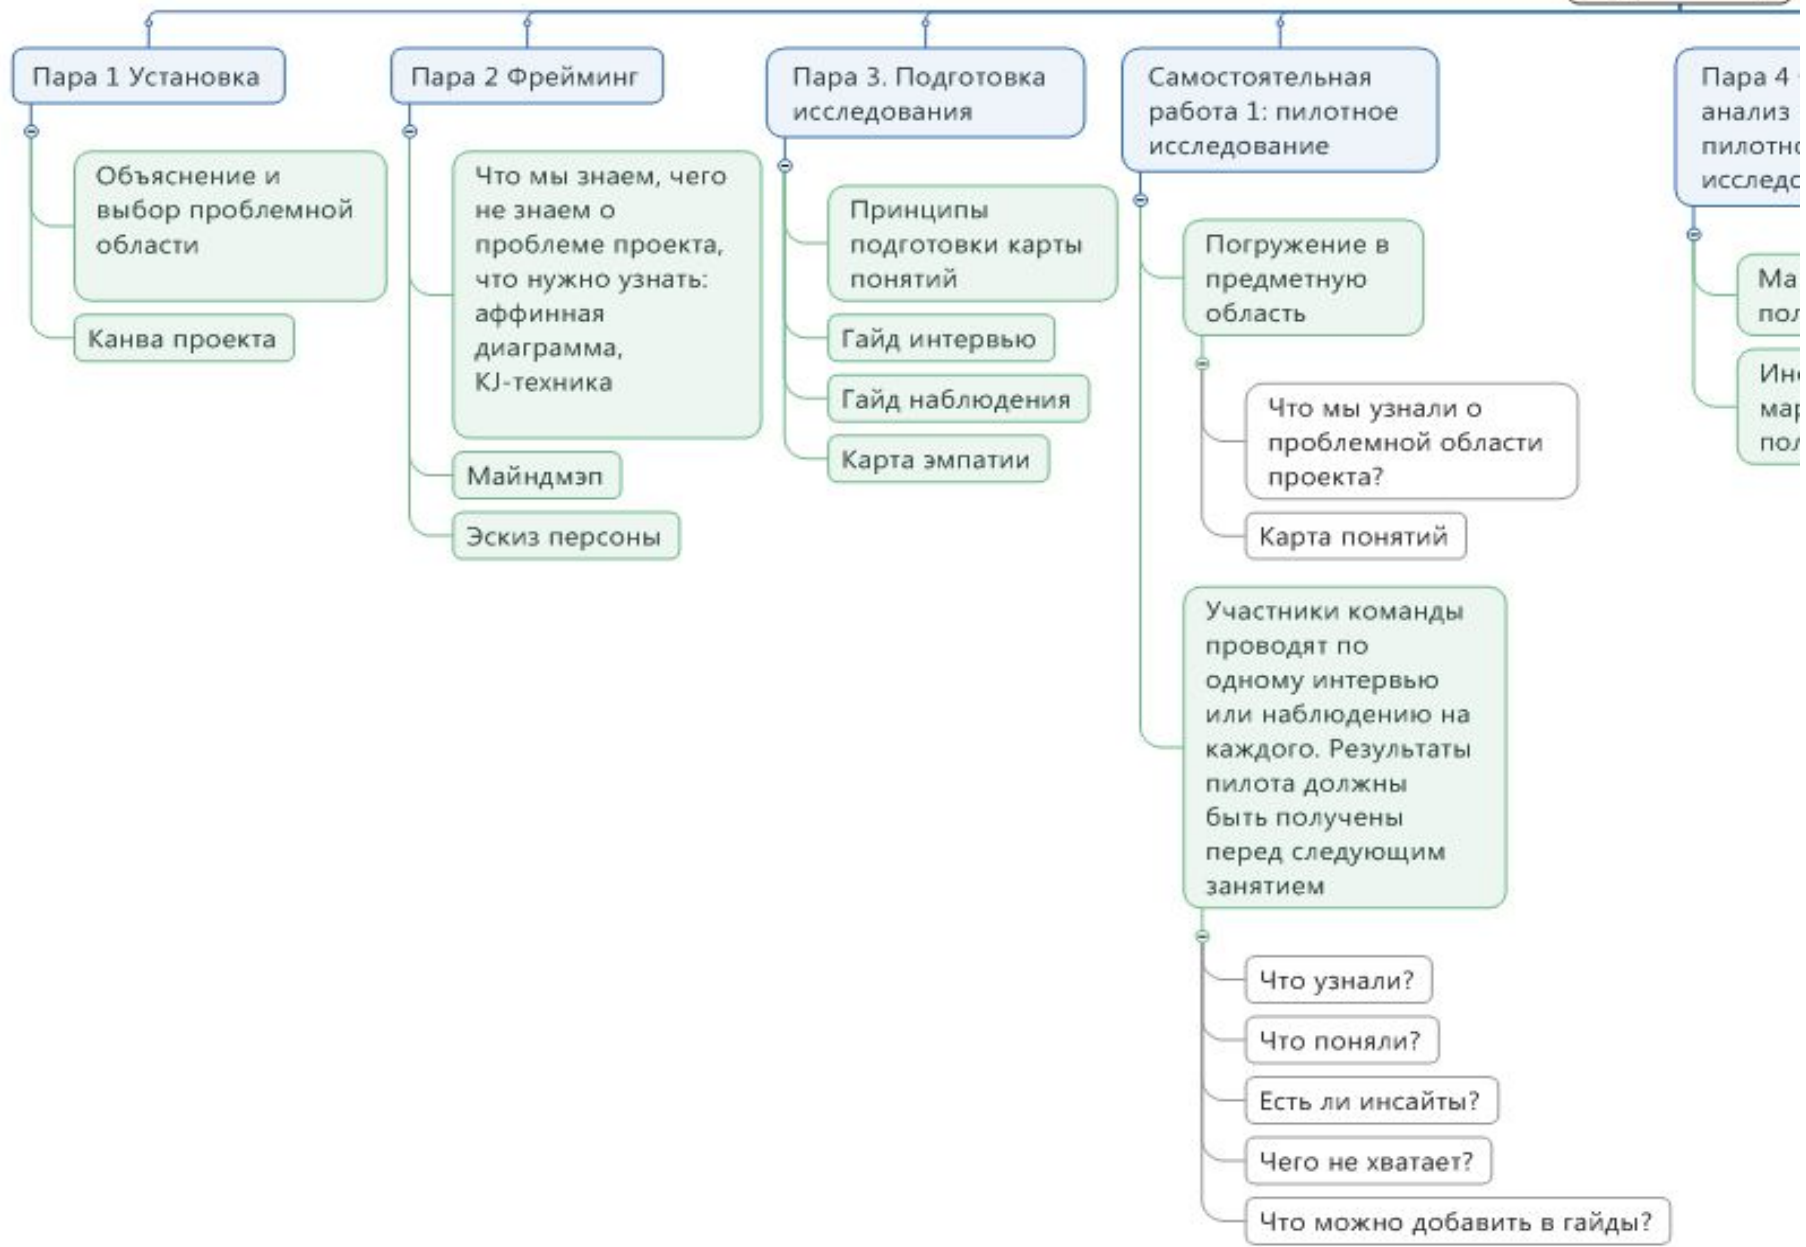 Пара 1 Установка
Объяснение и
выбор проблемной
области
Канва проекта
Пара 2 Фрейминг
Что мы знаем, чего
не знаем о
проблеме проекта,
что нужно узнать:
аффинная
диаграмма,
KJ-техника
Майндмэп
Эскиз персоны
Пара 3. Подготовка
исследования
Принципы
подготовки карты
понятий
Гайд интервью
Гайд наблюдения
Карта эмпатии
Самостоятельная
работа 1: пилотное
исследование
Погружение в
предметную
область
Что мы узнали о
проблемной области
проекта?
Карта понятий
Участники команды
проводят по
одному интервью
или наблюдению на
каждого. Результаты
пилота должны
быть получены
перед следующим
занятием
Что узнали?
Что поняли?
Есть ли инсайты?
Чего не хватает?
Что можно добавить в гайды?
Пара 4
анализ